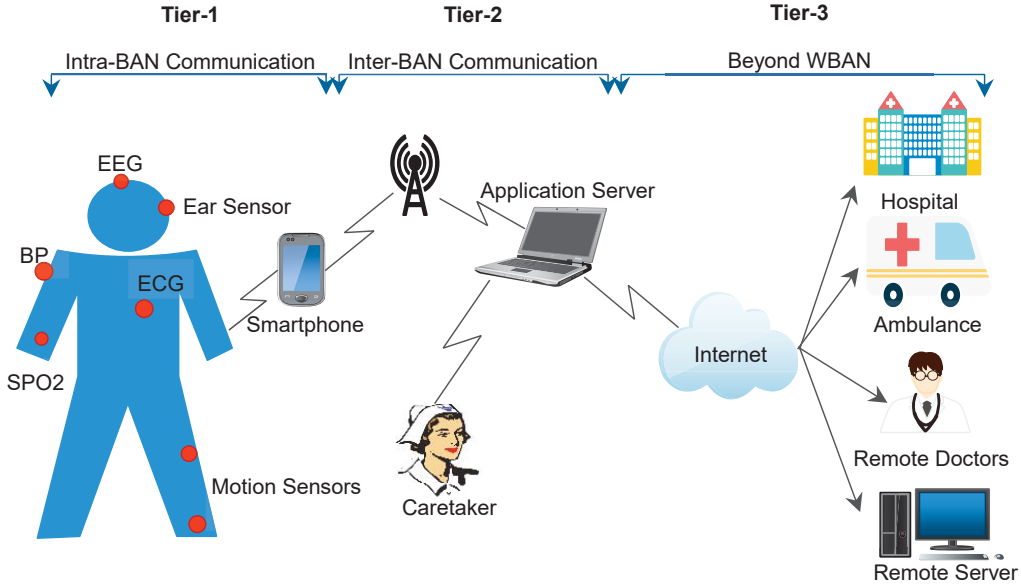 Tier-1
Tier-2
Tier-3
Intra-BAN Communication
Inter-BAN Communication
Beyond WBAN
EEG
Ear Sensor
BP
ECG
SPO2
Motion Sensors
Smartphone
Application Server
Caretaker
Internet
Hospital
Ambulance
Remote Doctors
Remote Server